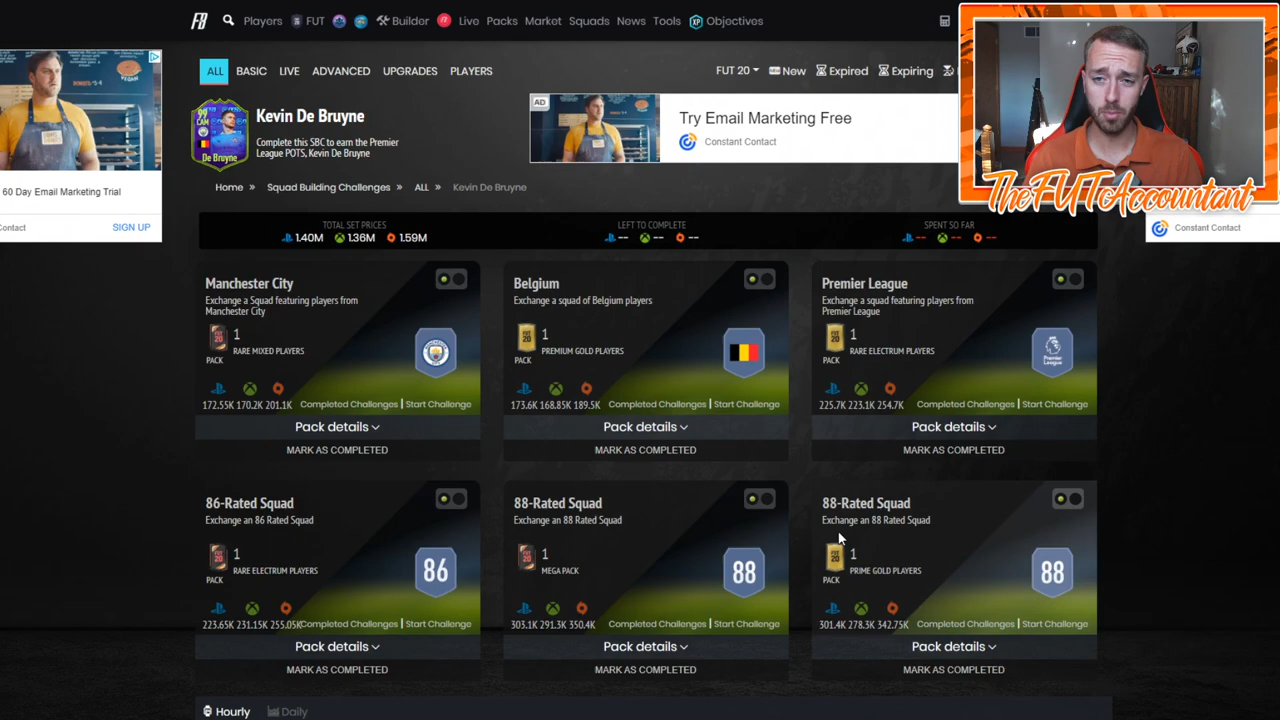 Players FUT Builder Live Packs Market Squads News Tools XP Objectives
ALL BASIC LIVE ADVANCED UPGRADES PLAYERS
FUT 20 New Expired Expiring
DONUTS
VEGAN
60 Day Email Marketing Trial
Contact SIGN UP
99
CAM
De Bruyne
Kevin De Bruyne
Complete this SBC to earn the Premier
League POTS, Kevin De Bruyne
AD
Try Email Marketing Free
Constant Contact
TheFUTAccountant
Constant Contact
Home » Squad Building Challenges » ALL » Kevin De Bruyne
TOTAL SET PRICES
1.40M 1.36M 1.59M
LEFT TO COMPLETE
-- -- --
SPENT SO FAR
-- -- --
Manchester City
Exchange a Squad featuring players from
Manchester City
1
PACK RARE MIXED PLAYERS
172.55K 170.2K 201.1K Completed Challenges | Start Challenge
Pack details
MARK AS COMPLETED
Belgium
Exchange a squad of Belgium players
1
PACK PREMIUM GOLD PLAYERS
173.6K 168.85K 189.5K Completed Challenges | Start Challenge
Pack details
MARK AS COMPLETED
Premier League
Exchange a squad featuring players from
Premier League
1
PACK RARE ELECTRUM PLAYERS
Premier
League
225.7K 223.1K 254.7K Completed Challenges | Start Challenge
Pack details
MARK AS COMPLETED
86-Rated Squad
Exchange an 86 Rated Squad
1
PACK RARE ELECTRUM PLAYERS
86
223.65K 231.15K 255.05K Completed Challenges | Start Challenge
Pack details
MARK AS COMPLETED
88-Rated Squad
Exchange an 88 Rated Squad
1
PACK MEGA PACK
88
303.1K 291.3K 350.4K Completed Challenges | Start Challenge
Pack details
MARK AS COMPLETED
88-Rated Squad
Exchange an 88 Rated Squad
1
PACK PRIME GOLD PLAYERS
88
301.4K 278.3K 342.75K Completed Challenges | Start Challenge
Pack details
MARK AS COMPLETED
Hourly Daily